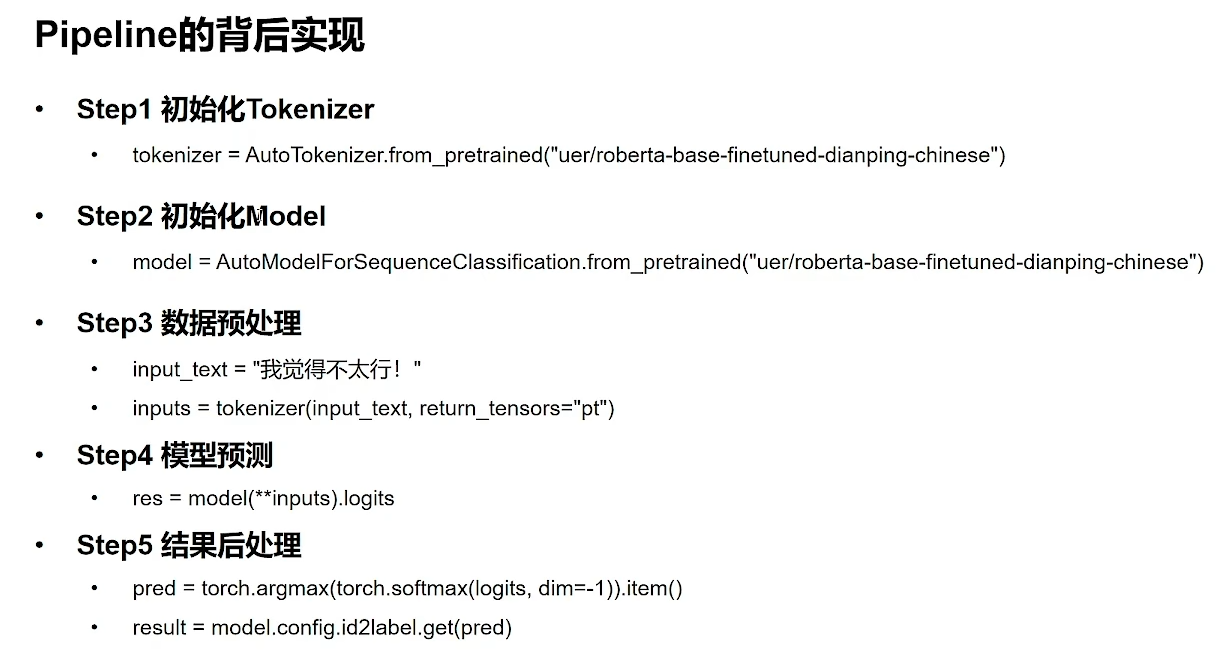 Pipeline的背后实现
• Step1 初始化Tokenizer
• tokenizer = AutoTokenizer.from_pretrained("uer/roberta-base-finetuned-dianping-chinese")
• Step2 初始化Model
• model = AutoModelForSequenceClassification.from_pretrained("uer/roberta-base-finetuned-dianping-chinese")
• Step3 数据预处理
• input_text = "我觉得不太行！"
• inputs = tokenizer(input_text, return_tensors="pt")
• Step4 模型预测
• res = model(**inputs).logits
• Step5 结果后处理
• pred = torch.argmax(torch.softmax(logits, dim=-1)).item()
• result = model.config.id2label.get(pred)